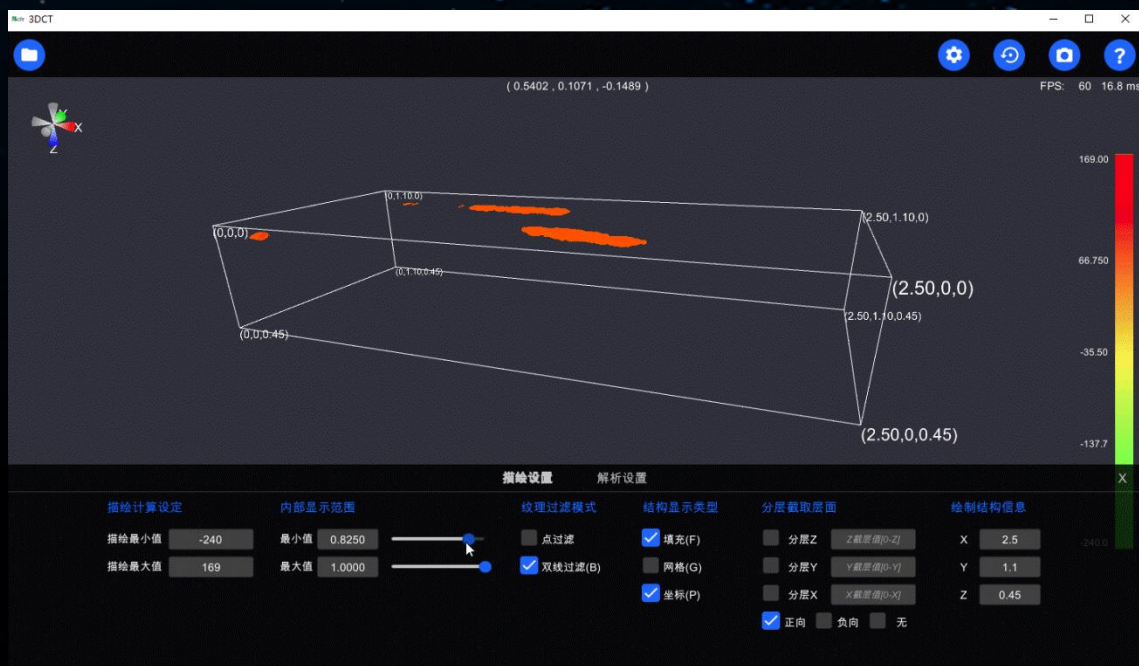 3DCT
( 0.5402 , 0.1071 , -0.1489 )
FPS: 60 16.8 ms
?
Y
X
Z
169.00
(0,1.10,0)
(2.50,1.10,0)
(0,0,0)
66.750
(0,1.10,0.45)
(2.50,0,0)
(2.50,1.10,0.45)
(0,0,0.45)
-35.50
(2.50,0,0.45)
-137.7
描绘设置 解析设置 X
描绘计算设定 内部显示范围 纹理过滤模式 结构显示类型 分层截取层面 绘制结构信息
描绘最小值 -240 最小值 0.8250 点过滤 填充(F) 分层Z Z截层值[0-Z] X 2.5 -240.0
描绘最大值 169 最大值 1.0000 双线过滤(B) 网格(G) 分层Y Y截层值[0-Y] Y 1.1
坐标(P) 分层X X截层值[0-X] Z 0.45
正向 负向 无